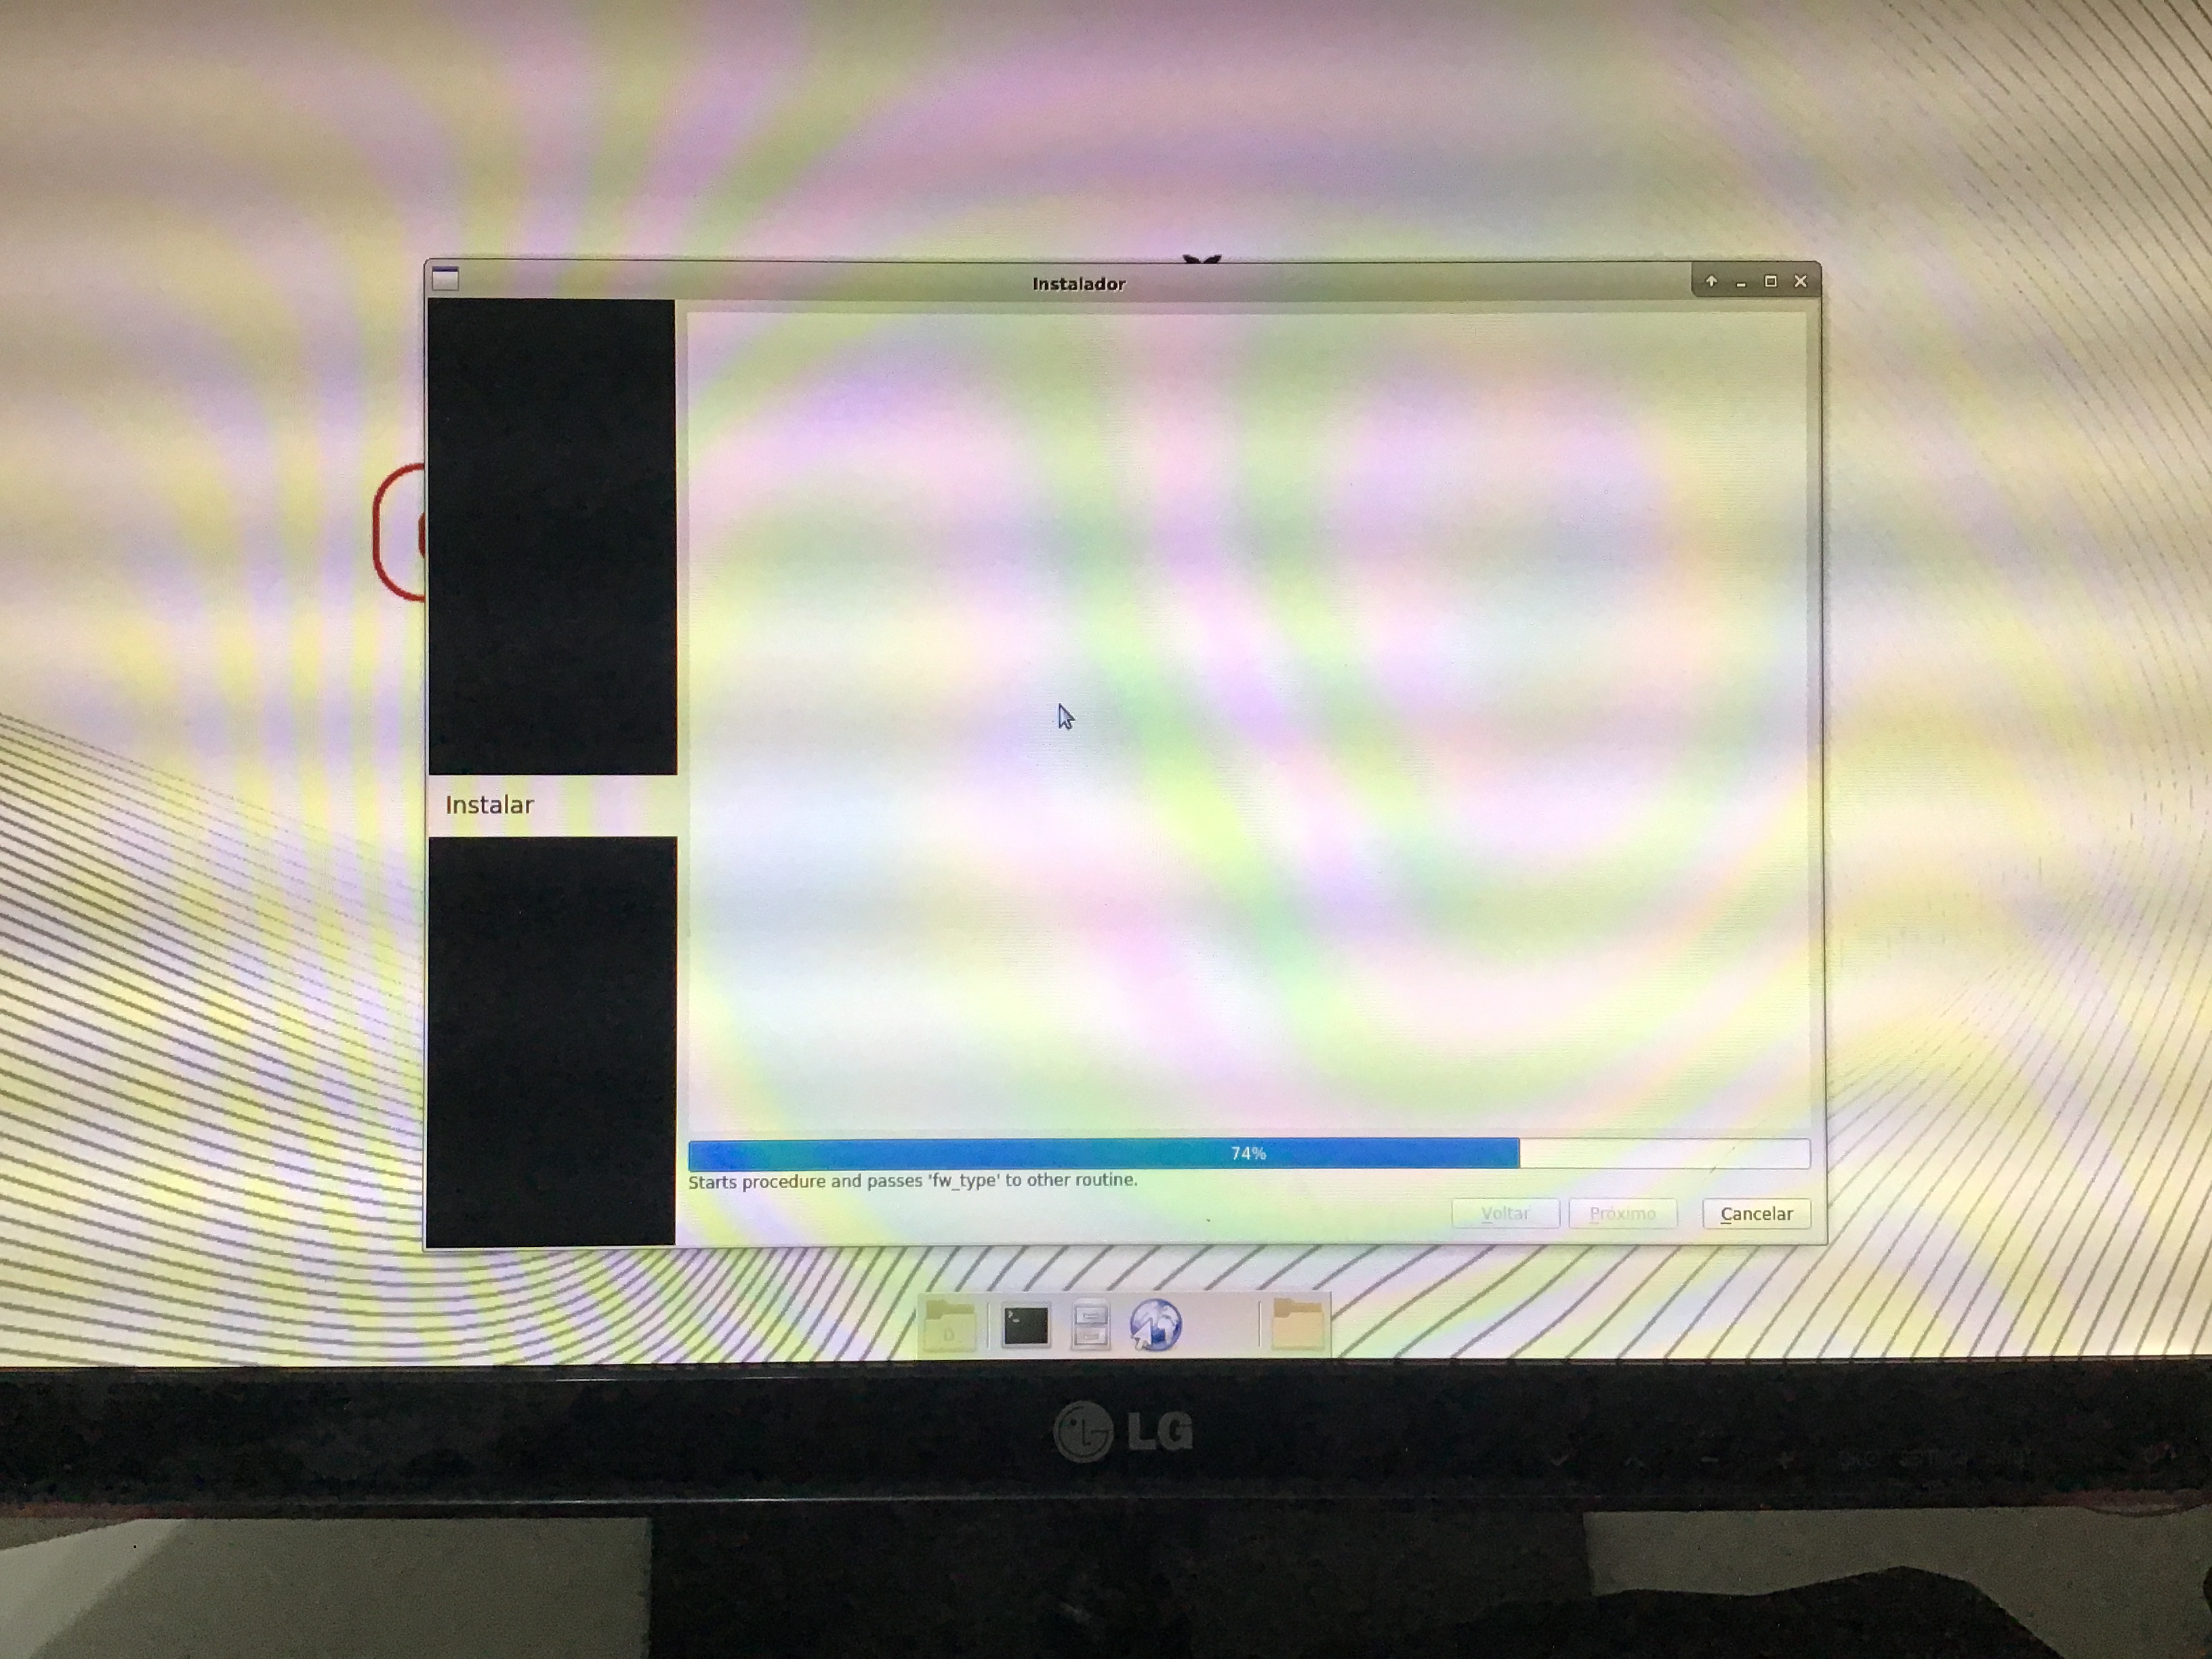 Instalador
Instalar
74%
Starts procedure and passes 'fw_type' to other routine.
Voltar
Próximo
Cancelar
LG